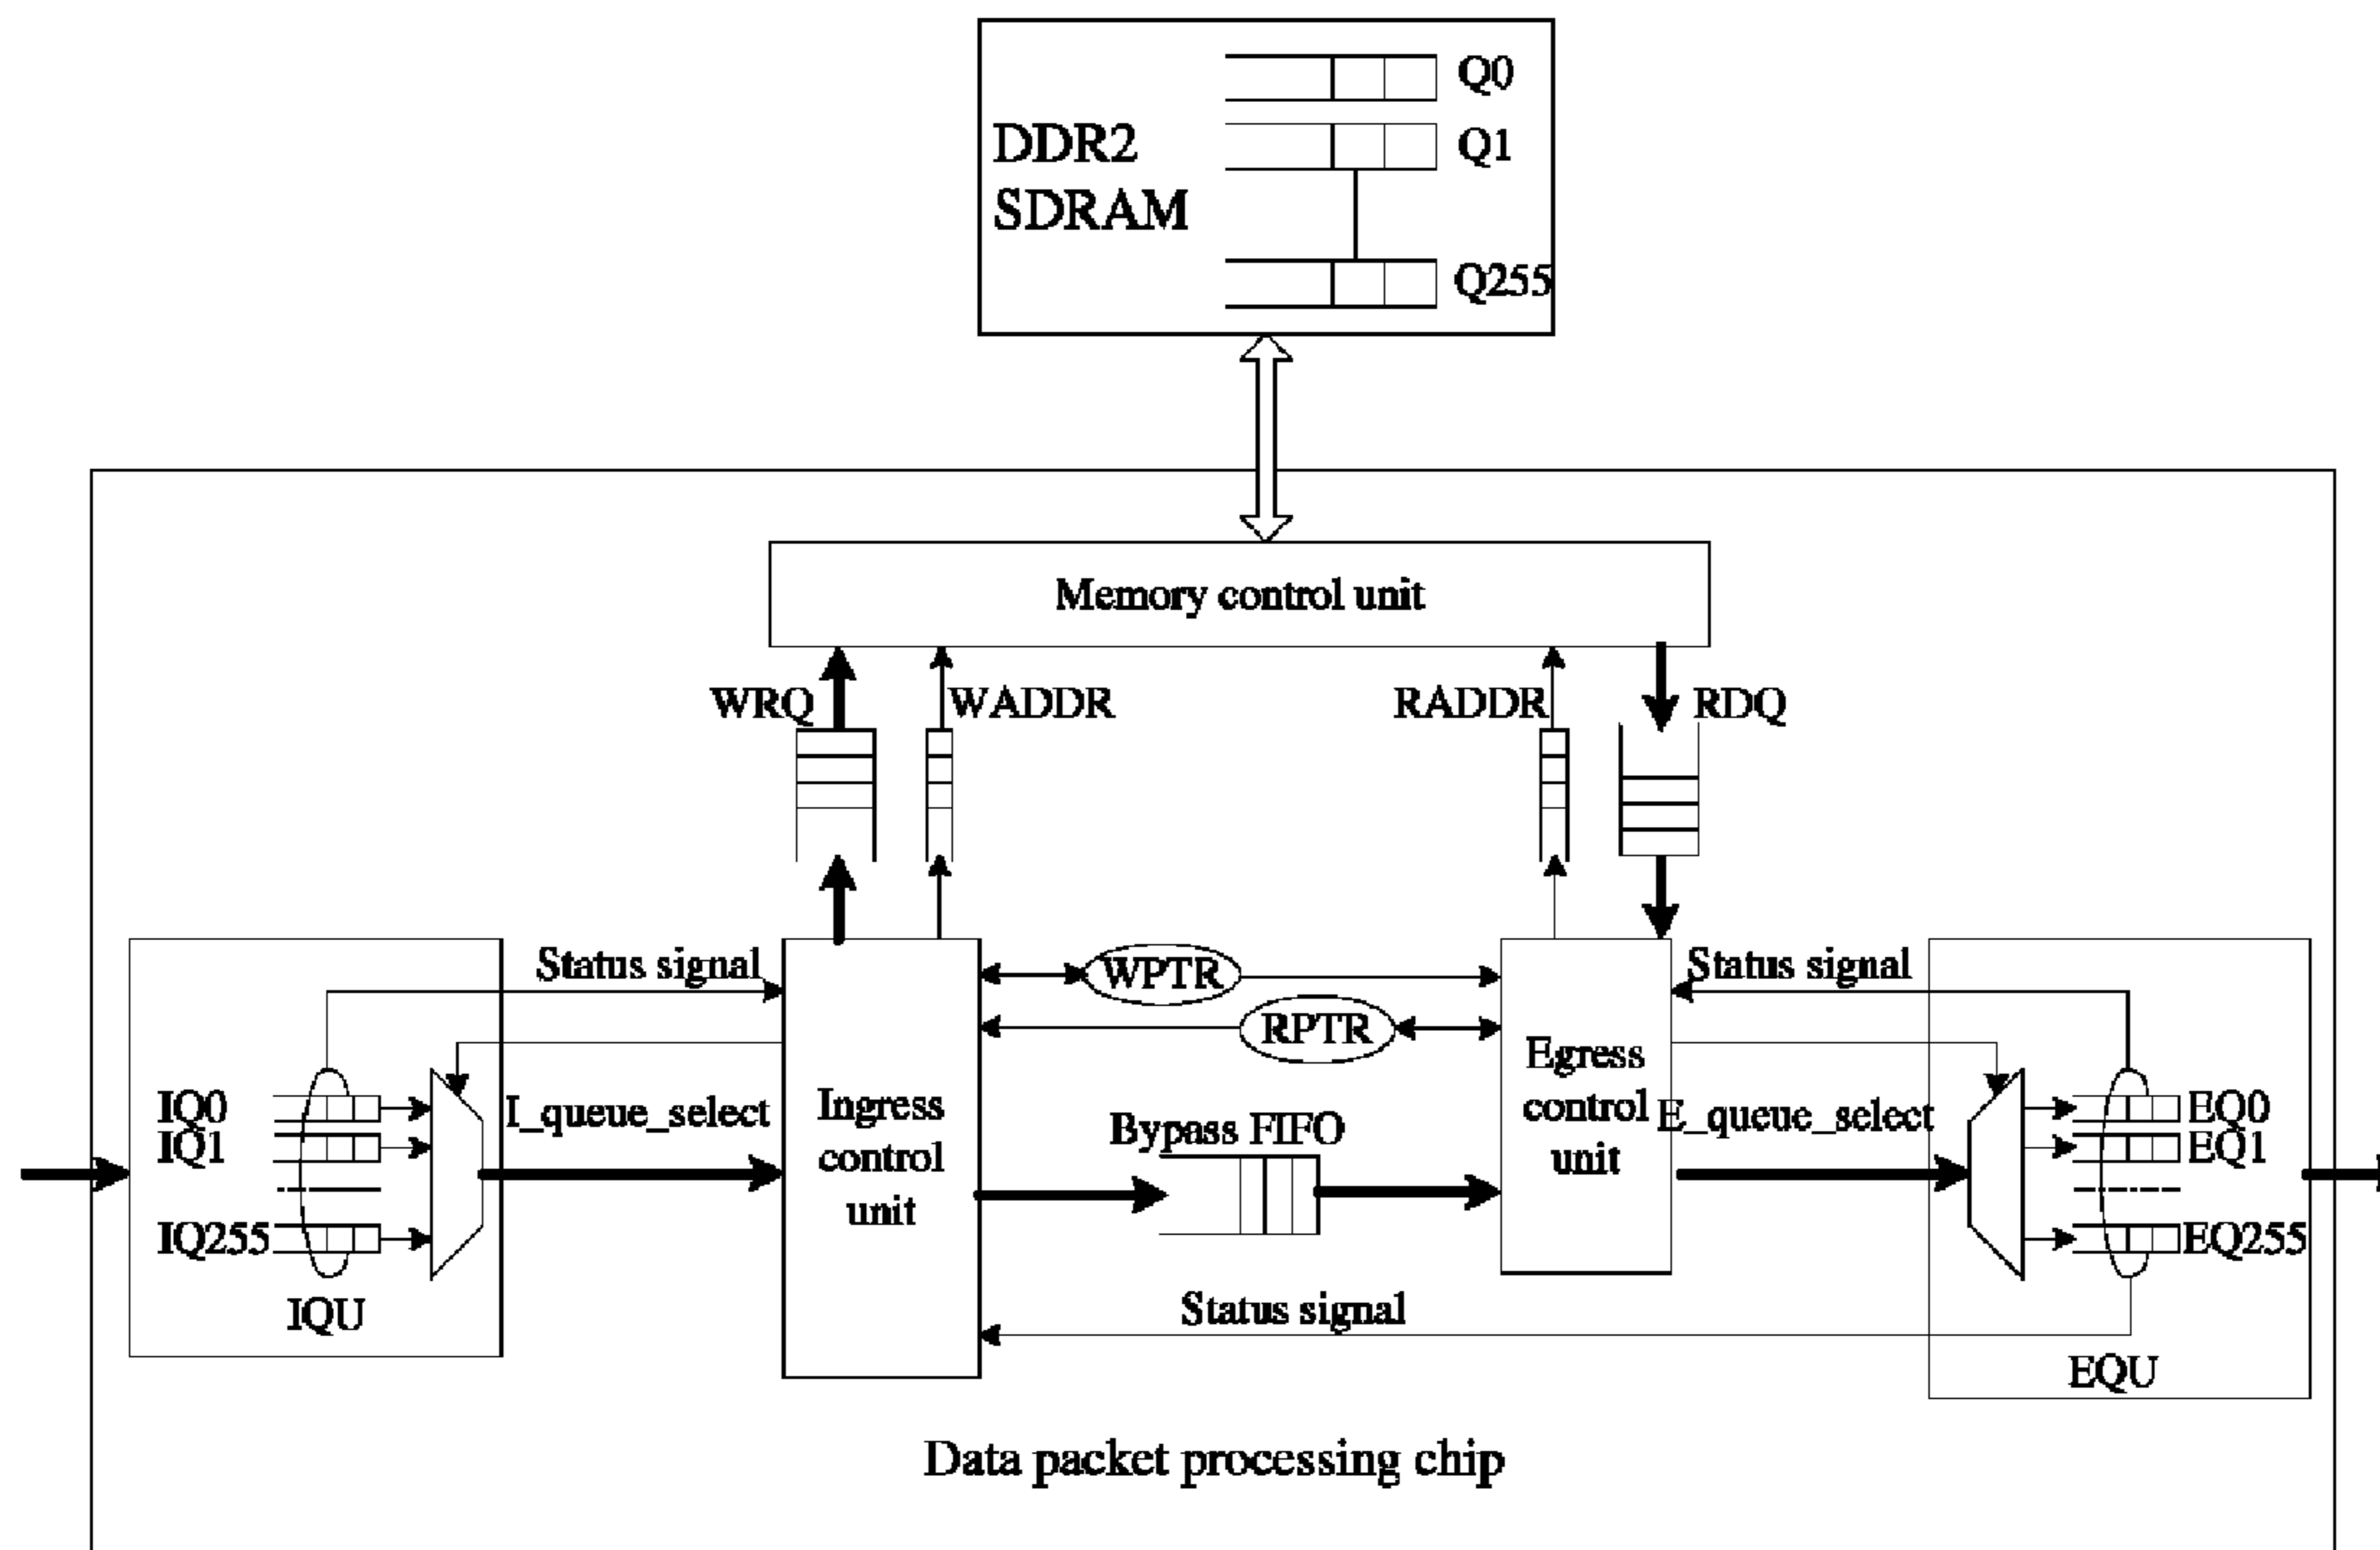 Q0
DDR2
Q1
SDRAM
Q255
Memory control unit
WRQ
WADDR
RADDR
RDQ
Status signal
WPTR
Status signal
RPTR
IQ0
IQ1
IQ255
IQU
I_queue_select
Ingress
control
unit
Bypass FIFO
Egress
control
unit
E_queue_select
EQ0
EQ1
EQ255
Status signal
EQU
Data packet processing chip